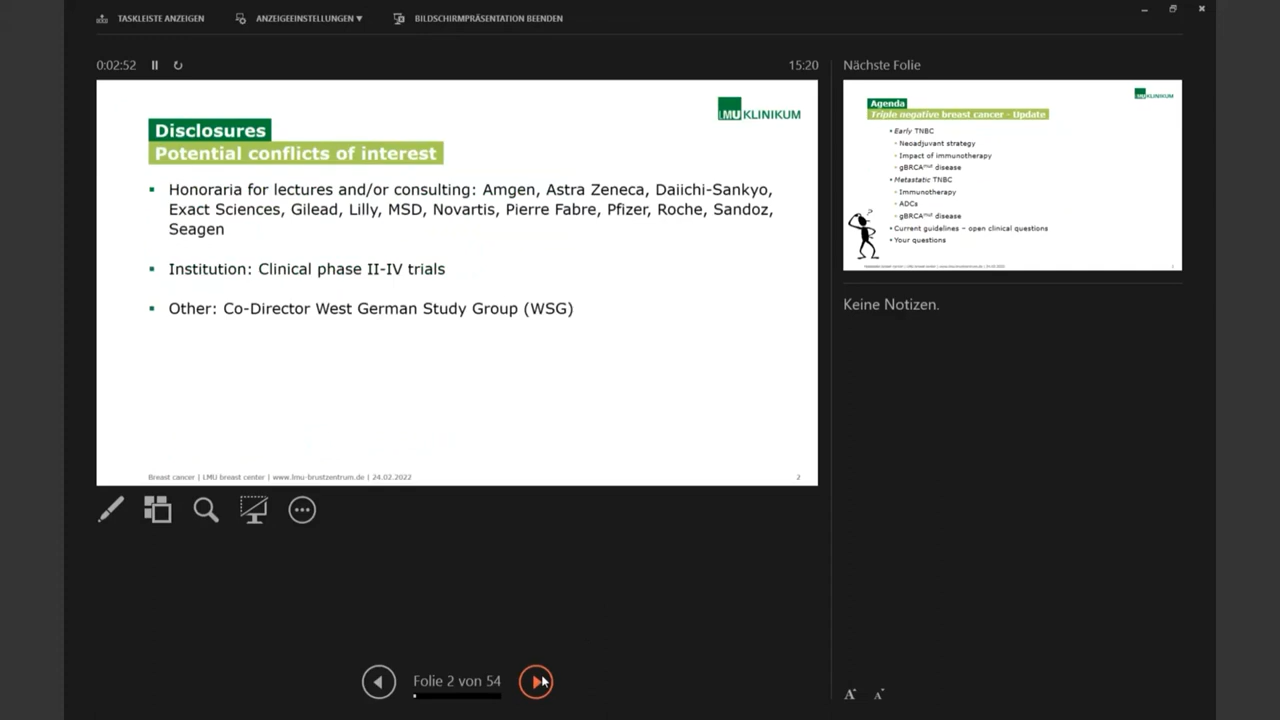 TASKLEISTE ANZEIGEN
ANZEIGEEINSTELLUNGEN ▼
BILDSCHIRMPRÄSENTATION BEENDEN
0:02:52
15:20
LMU KLINIKUM
Disclosures
Potential conflicts of interest
▪ Honoraria for lectures and/or consulting: Amgen, Astra Zeneca, Daiichi-Sankyo,
Exact Sciences, Gilead, Lilly, MSD, Novartis, Pierre Fabre, Pfizer, Roche, Sandoz,
Seagen
▪ Institution: Clinical phase II-IV trials
▪ Other: Co-Director West German Study Group (WSG)
Breast cancer | LMU breast center | www.lmu-brustzentrum.de | 24.02.2022
2
Nächste Folie
LMU KLINIKUM
Agenda
Triple negative breast cancer - Update
• Early TNBC
• Neoadjuvant strategy
• Impact of immunotherapy
• gBRCAmut disease
• Metastatic TNBC
• Immunotherapy
• ADCs
• gBRCAmut disease
• Current guidelines – open clinical questions
• Your questions
Keine Notizen.
Folie 2 von 54
A A